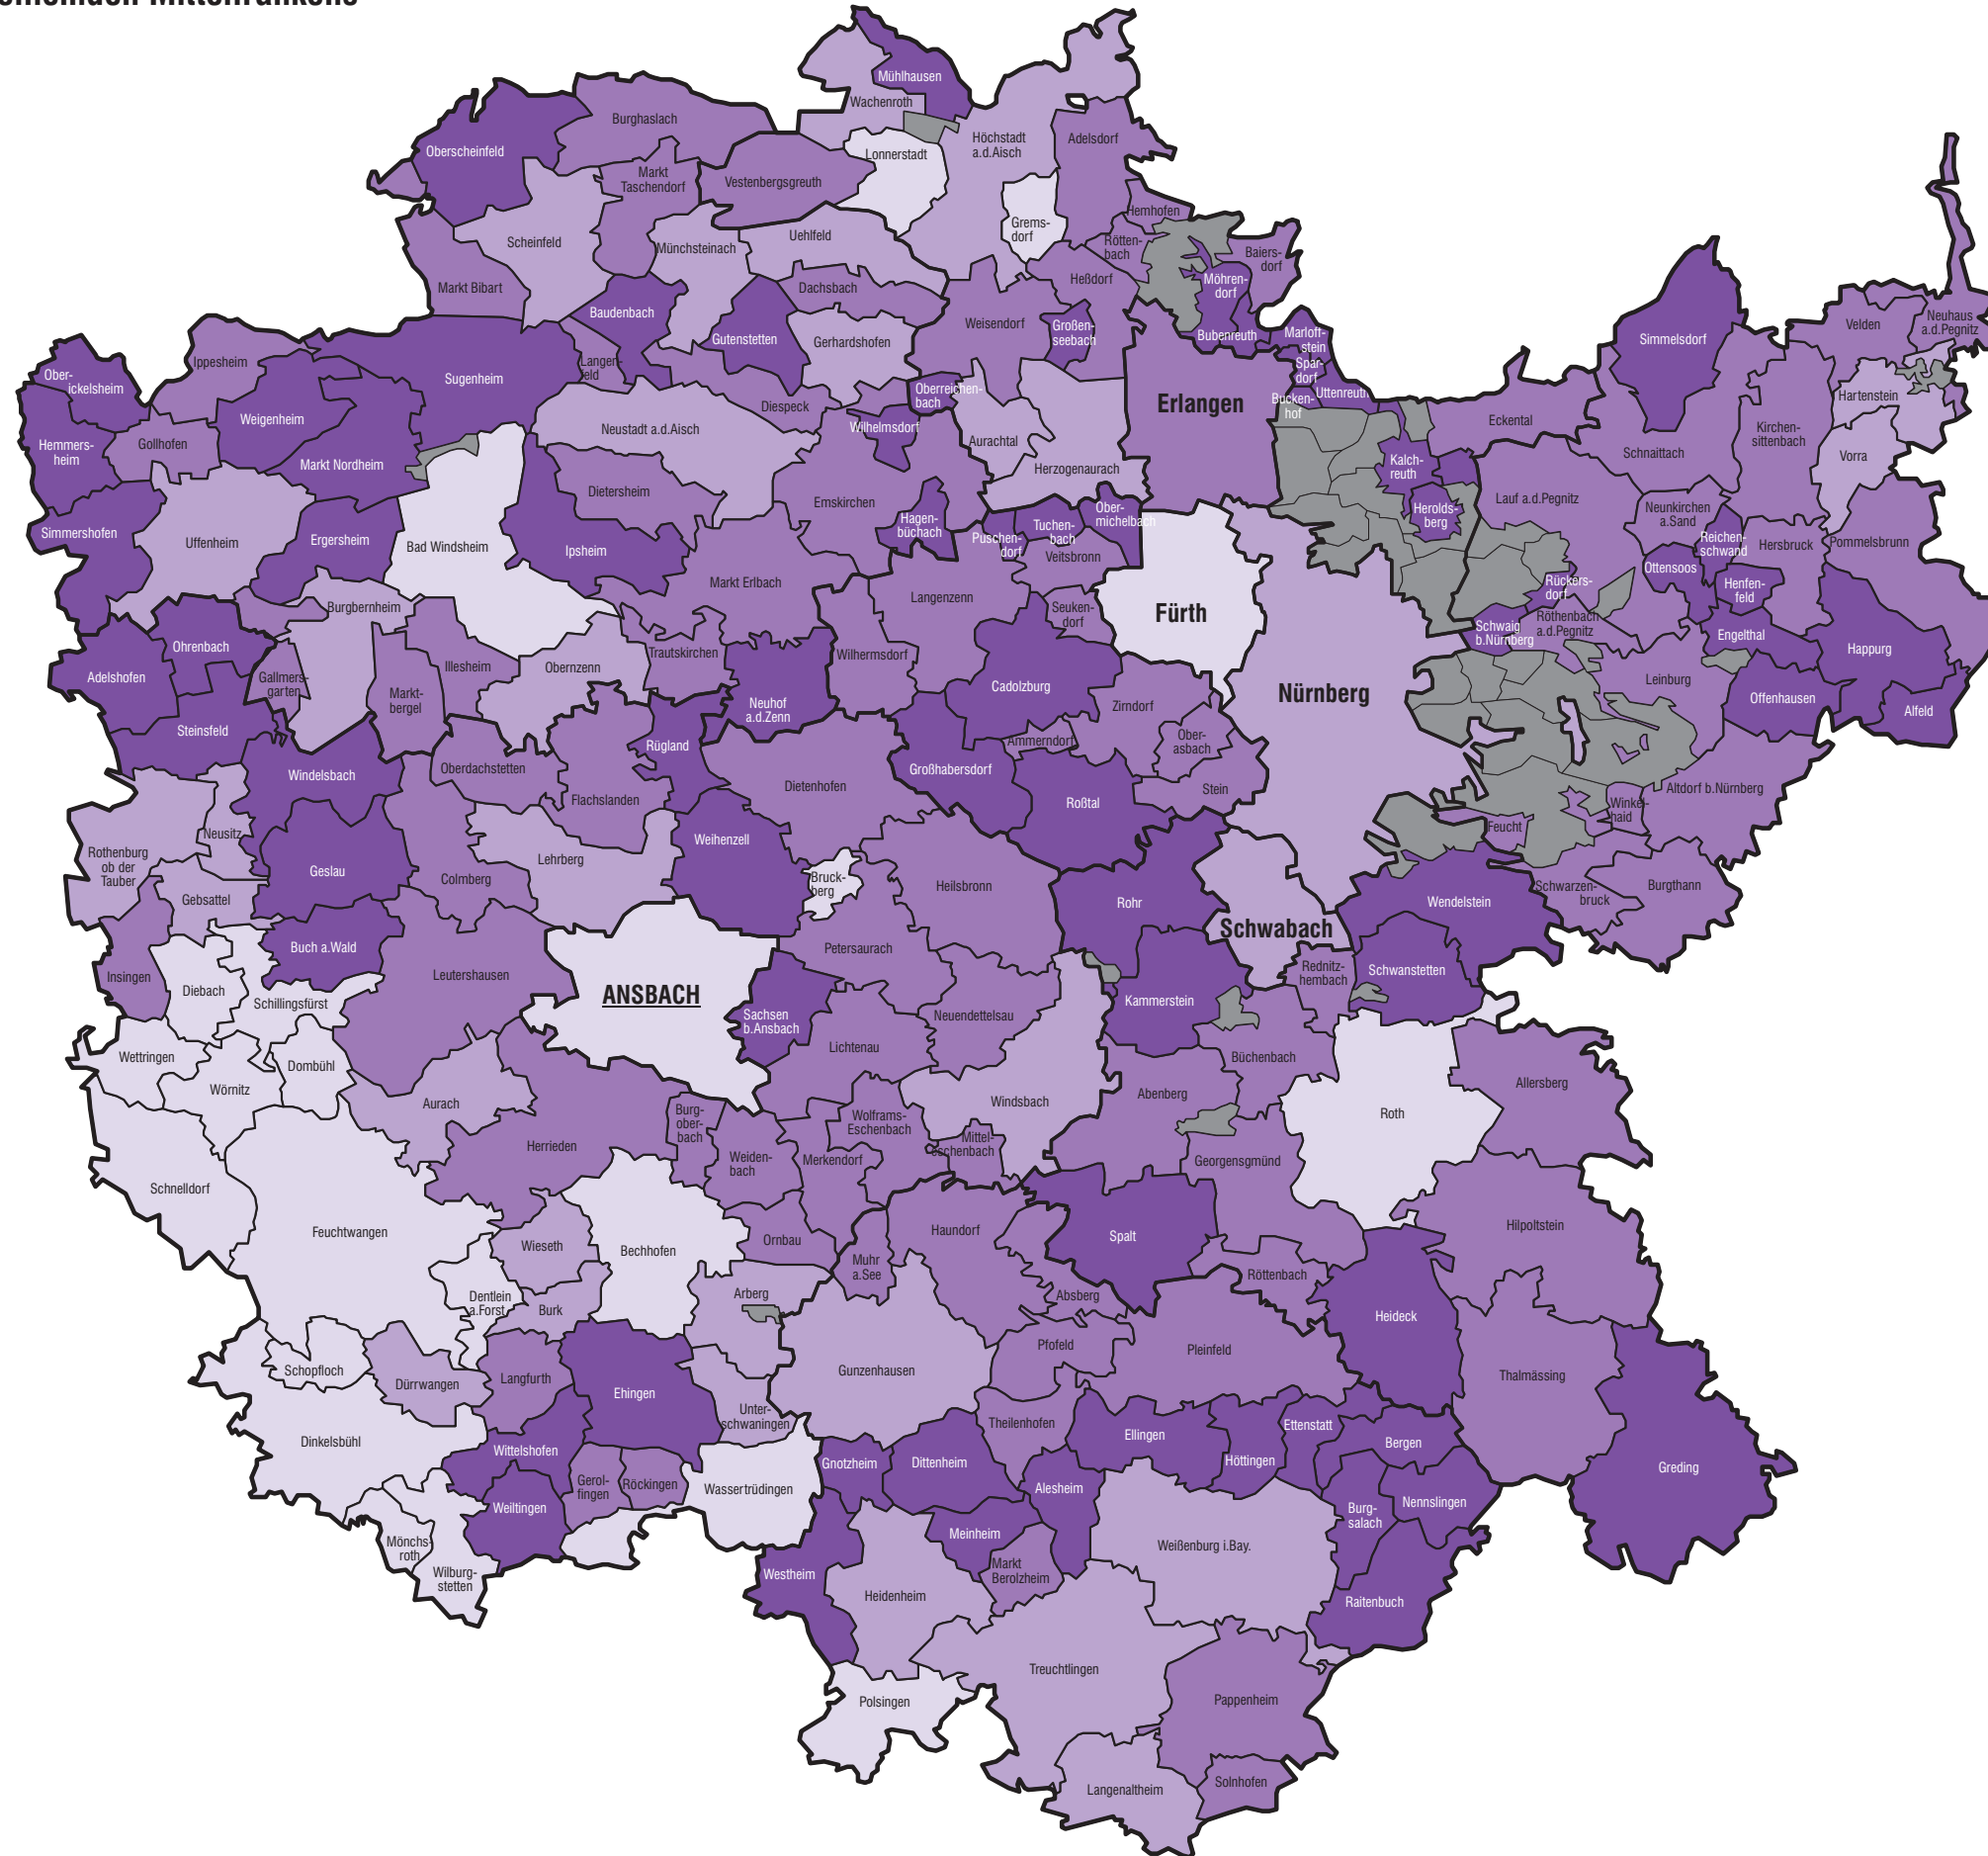 Mühlhausen
Wachenroth
Burghaslach
Höchstadt
a.d.Aisch
Adelsdorf
Oberscheinfeld
Lonnerstadt
Markt
Taschendorf
Vestenbergsgreuth
Hemhofen
Grems-
dorf
Scheinfeld
Uehlfeld
Münchsteinach
Rötten-
bach
Baiers-
dorf
Heßdorf
Möhren-
dorf
Markt Bibart
Dachsbach
Baudenbach
Weisendorf
Großen-
seebach
Gutenstetten
Gerhardshofen
Bubenreuth
Marloft-
stein
Simmelsdorf
Velden
Neuhaus
a.d.Pegnitz
Ippesheim
Langen-
feld
Spar-
dorf
Ober-
ickelsheim
Sugenheim
Oberreichen-
bach
Uttenreuth
Bucken-
hof
Erlangen
Hartenstein
Diespeck
Weigenheim
Neustadt a.d.Aisch
Wilhelmsdorf
Eckental
Kirchen-
sittenbach
Hemmers-
heim
Gollhofen
Aurachtal
Schnaittach
Vorra
Markt Nordheim
Herzogenaurach
Kalch-
reuth
Dietersheim
Emskirchen
Lauf a.d.Pegnitz
Neunkirchen
a.Sand
Herolds-
berg
Ober-
michelbach
Simmershofen
Hagen-
büchach
Tuchen-
bach
Uffenheim
Ergersheim
Bad Windsheim
Ipsheim
Puschen-
dorf
Veitsbronn
Reichen-
schwand
Hersbruck
Pommelsbrunn
Ottensoos
Markt Erlbach
Rückers-
dorf
Henfen-
feld
Burgbernheim
Langenzenn
Seuken-
dorf
Fürth
Röthenbach
a.d.Pegnitz
Schwaig
b.Nürnberg
Engelthal
Ohrenbach
Happurg
Trautskirchen
Wilhermsdorf
Illesheim
Obernzenn
Adelshofen
Gallmers-
garten
Markt-
bergel
Cadolzburg
Nürnberg
Leinburg
Offenhausen
Alfeld
Neuhof
a.d.Zenn
Zirndorf
Steinsfeld
Rügland
Ammerndorf
Ober-
asbach
Windelsbach
Oberdachstetten
Großhabersdorf
Dietenhofen
Stein
Roßtal
Altdorf b.Nürnberg
Flachslanden
Winkel-
haid
Feucht
Neusitz
Weihenzell
Rothenburg
ob der
Tauber
Lehrberg
Geslau
Colmberg
Bruck-
berg
Heilsbronn
Schwarzen-
bruck
Burgthann
Gebsattel
Rohr
Wendelstein
Schwabach
Buch a.Wald
Petersaurach
Insingen
Leutershausen
Rednitz-
hembach
Schwanstetten
Diebach
Schillingsfürst
ANSBACH
Kammerstein
Sachsen
b.Ansbach
Neuendettelsau
Lichtenau
Wettringen
Dombühl
Büchenbach
Wörnitz
Allersberg
Aurach
Abenberg
Windsbach
Roth
Burg-
ober-
bach
Wolframs-
Eschenbach
Herrieden
Mittel-
eschenbach
Weiden-
bach
Merkendorf
Georgensgmünd
Schnelldorf
Feuchtwangen
Haundorf
Hilpoltstein
Spalt
Ornbau
Wieseth
Bechhofen
Muhr
a.See
Röttenbach
Arberg
Absberg
Dentlein
a.Forst
Burk
Heideck
Pfofeld
Pleinfeld
Schopfloch
Dürrwangen
Langfurth
Gunzenhausen
Thalmässing
Ehingen
Unter-
schwaningen
Theilenhofen
Ettenstatt
Ellingen
Dinkelsbühl
Bergen
Wittelshofen
Gnotzheim
Dittenheim
Höttingen
Greding
Gerol-
fingen
Röckingen
Wassertrüdingen
Alesheim
Weiltingen
Burg-
salach
Nennslingen
Meinheim
Mönchs-
roth
Weißenburg i.Bay.
Wilburg-
stetten
Westheim
Markt
Berolzheim
Heidenheim
Raitenbuch
Treuchtlingen
Polsingen
Pappenheim
Langenaltheim
Solnhofen